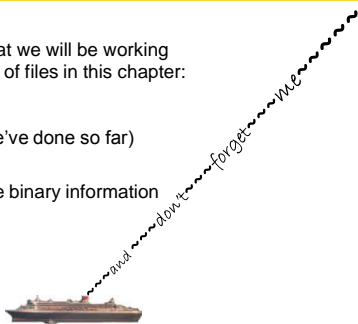 at we will be working
of files in this chapter:
e've done so far)
e binary information
~~~and ~~~don't~~~forget~~~me~~~~~